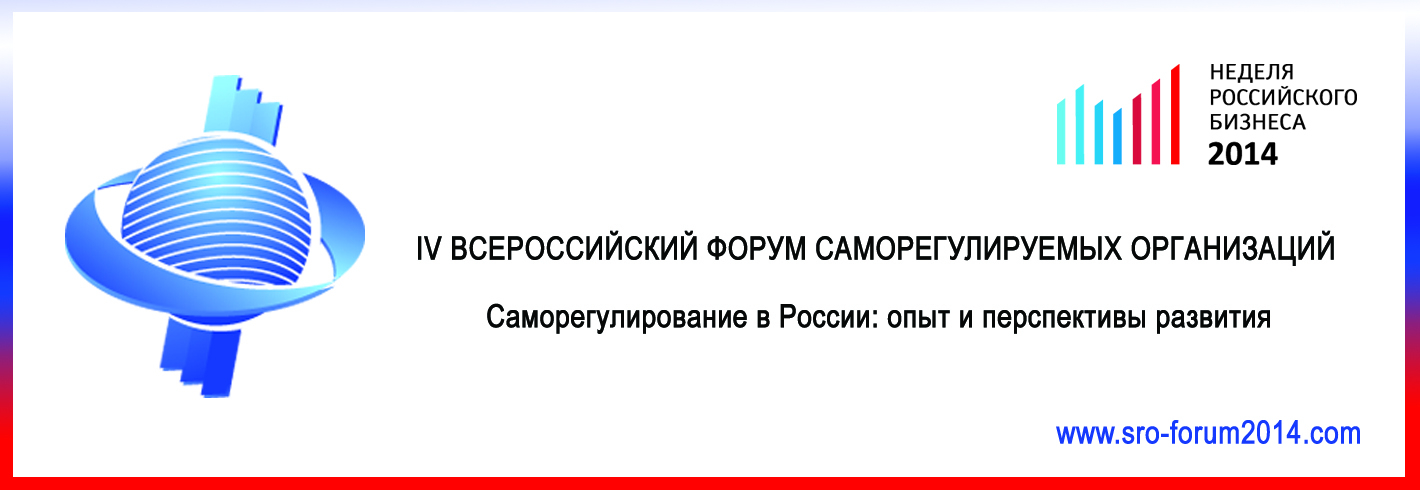 НЕДЕЛЯ
РОССИЙСКОГО
БИЗНЕСА
2014
IV ВСЕРОССИЙСКИЙ ФОРУМ САМОРЕГУЛИРУЕМЫХ ОРГАНИЗАЦИЙ
Саморегулирование в России: опыт и перспективы развития
www.sro-forum2014.com